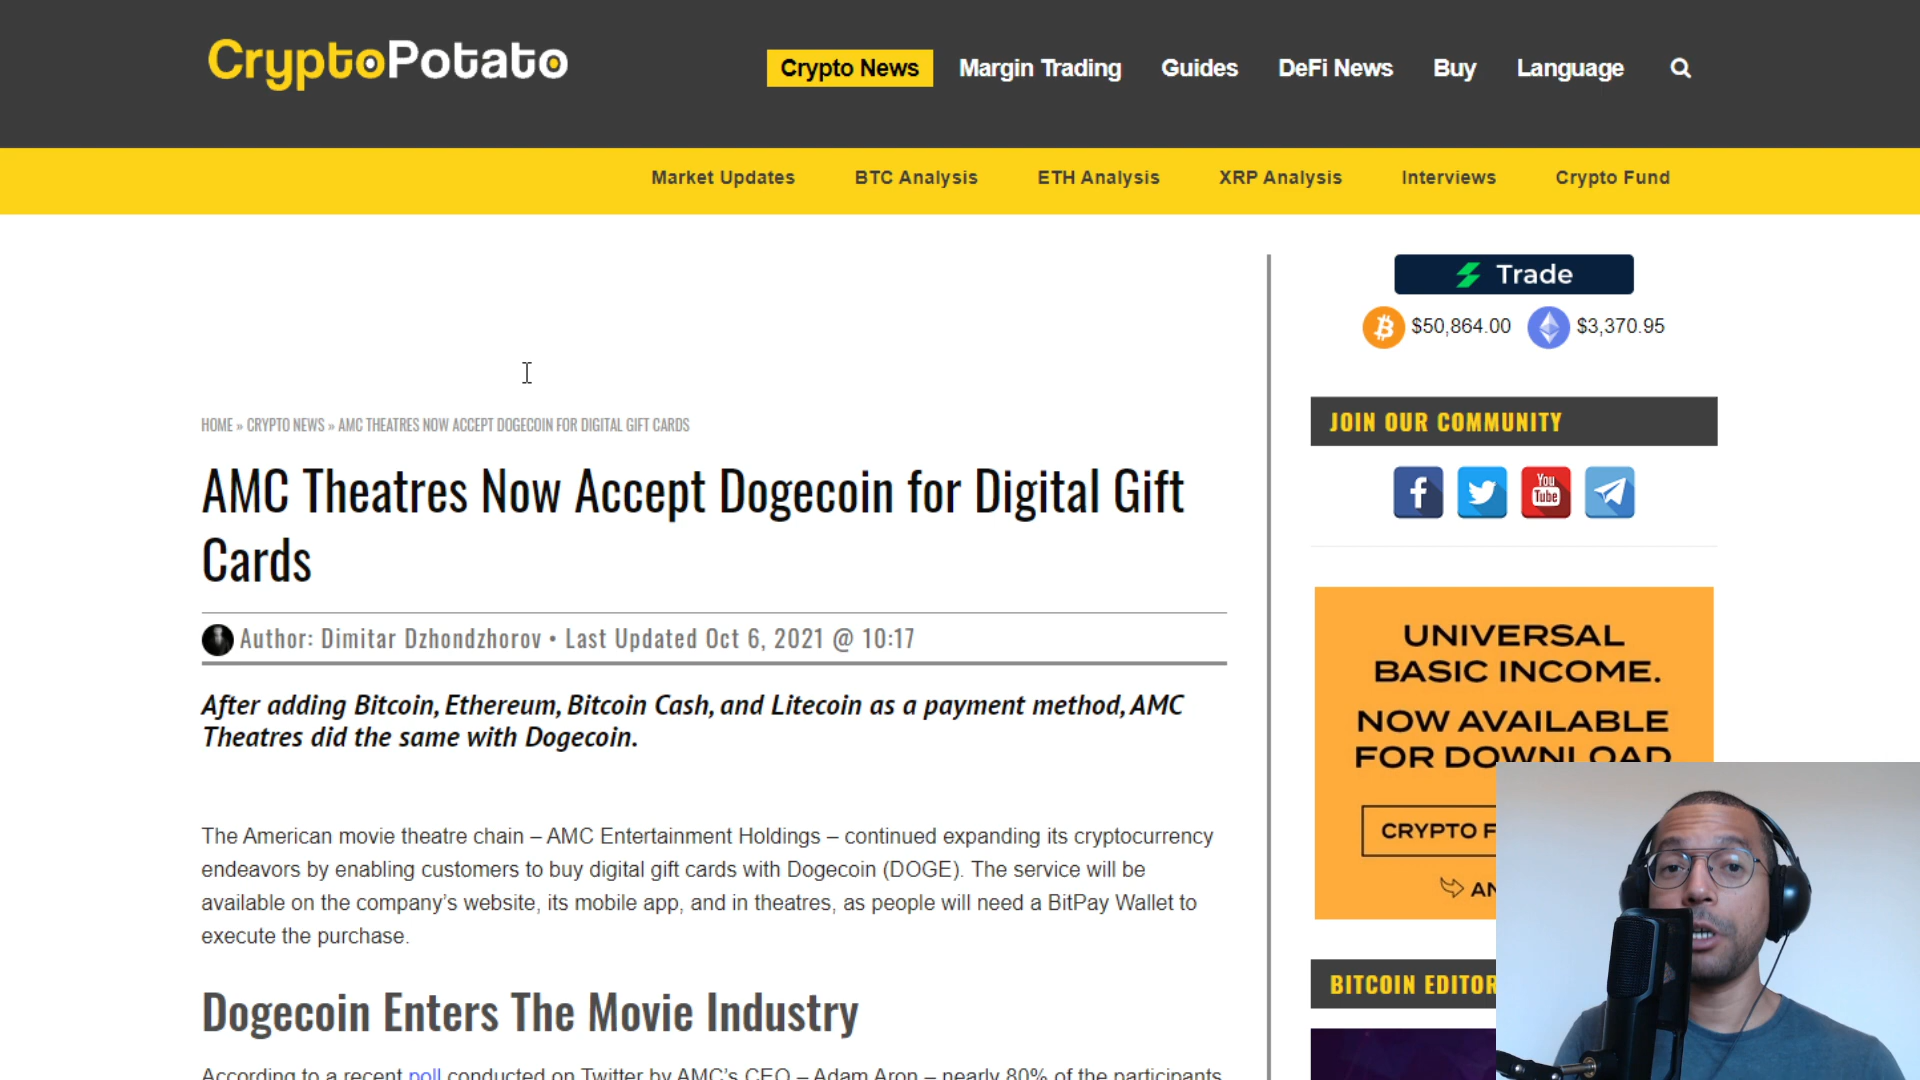 CryptoPotato
Crypto News Margin Trading Guides DeFi News Buy Language
Market Updates BTC Analysis ETH Analysis XRP Analysis Interviews Crypto Fund
Trade
$50,864.00 $3,370.95
HOME » CRYPTO NEWS » AMC THEATRES NOW ACCEPT DOGECOIN FOR DIGITAL GIFT CARDS
AMC Theatres Now Accept Dogecoin for Digital Gift
Cards
Author: Dimitar Dzhondzhorov • Last Updated Oct 6, 2021 @ 10:17
After adding Bitcoin, Ethereum, Bitcoin Cash, and Litecoin as a payment method, AMC
Theatres did the same with Dogecoin.
The American movie theatre chain – AMC Entertainment Holdings – continued expanding its cryptocurrency
endeavors by enabling customers to buy digital gift cards with Dogecoin (DOGE). The service will be
available on the company’s website, its mobile app, and in theatres, as people will need a BitPay Wallet to
execute the purchase.
Dogecoin Enters The Movie Industry
According to a recent poll conducted on Twitter by AMC’s CEO – Adam Aron – nearly 80% of the participants
JOIN OUR COMMUNITY
You
Tube
UNIVERSAL
BASIC INCOME.
NOW AVAILABLE
FOR DOWNLOAD
CRYPTO F
AN
BITCOIN EDITOR